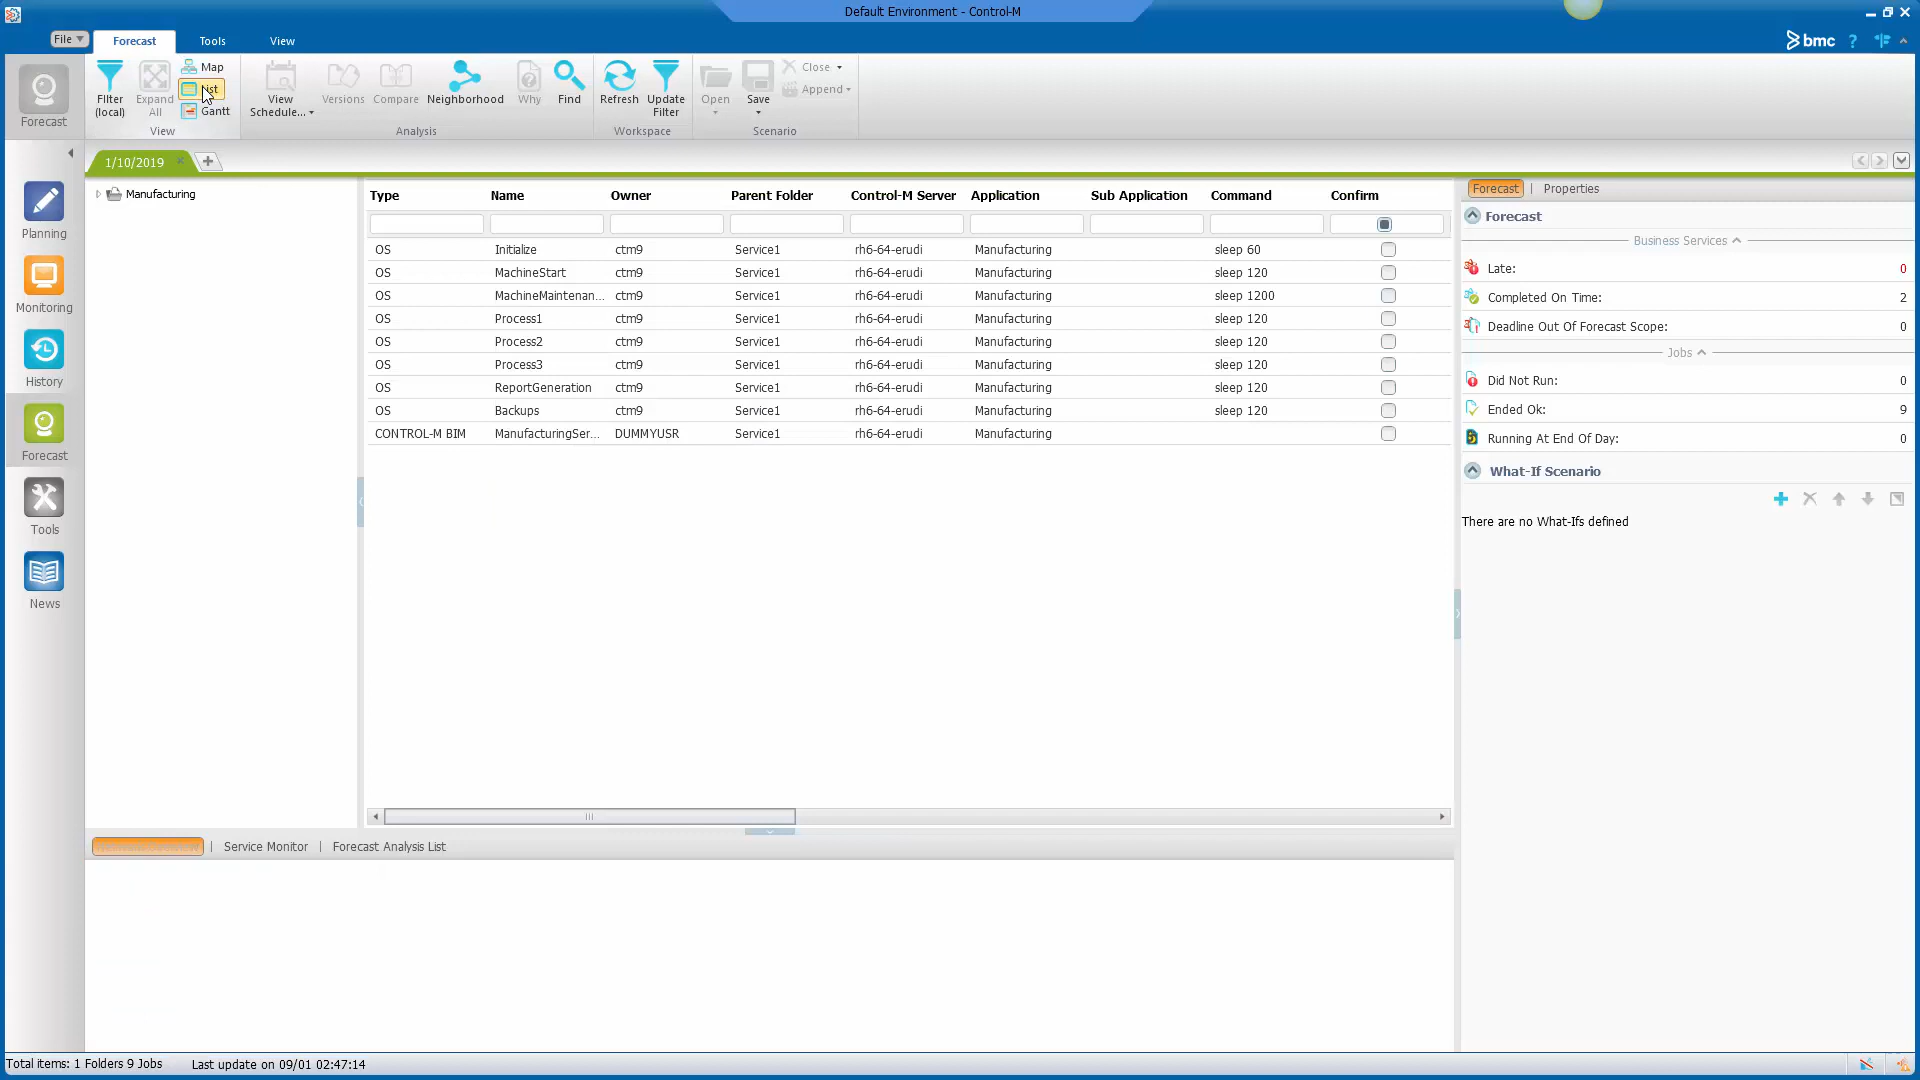 Default Environment - Control-M
File
Forecast
Tools
View
bmc
?
Forecast
Filter
(local)
Expand
All
Map
List
Gantt
View
View
Schedule...
Versions
Compare
Neighborhood
Why
Find
Analysis
Refresh
Update
Filter
Workspace
Open
Save
Close
Append
Scenario
1/10/2019
Planning
Monitoring
History
Forecast
Tools
News
Manufacturing
Type Name Owner Parent Folder Control-M Server Application Sub Application Command Confirm
OS Initialize ctm9 Service1 rh6-64-erudi Manufacturing sleep 60
OS MachineStart ctm9 Service1 rh6-64-erudi Manufacturing sleep 120
OS MachineMaintenan... ctm9 Service1 rh6-64-erudi Manufacturing sleep 1200
OS Process1 ctm9 Service1 rh6-64-erudi Manufacturing sleep 120
OS Process2 ctm9 Service1 rh6-64-erudi Manufacturing sleep 120
OS Process3 ctm9 Service1 rh6-64-erudi Manufacturing sleep 120
OS ReportGeneration ctm9 Service1 rh6-64-erudi Manufacturing sleep 120
OS Backups ctm9 Service1 rh6-64-erudi Manufacturing sleep 120
CONTROL-M BIM ManufacturingSer... DUMMYUSR Service1 rh6-64-erudi Manufacturing
Forecast | Properties
Forecast
Business Services
Late: 0
Completed On Time: 2
Deadline Out Of Forecast Scope: 0
Jobs
Did Not Run: 0
Ended Ok: 9
Running At End Of Day: 0
What-If Scenario
There are no What-Ifs defined
| Service Monitor | Forecast Analysis List
Total items: 1 Folders 9 Jobs Last update on 09/01 02:47:14